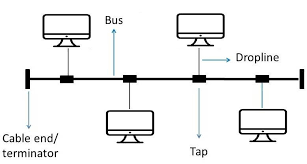 Bus
Dropline
Cable end/
terminator
Tap